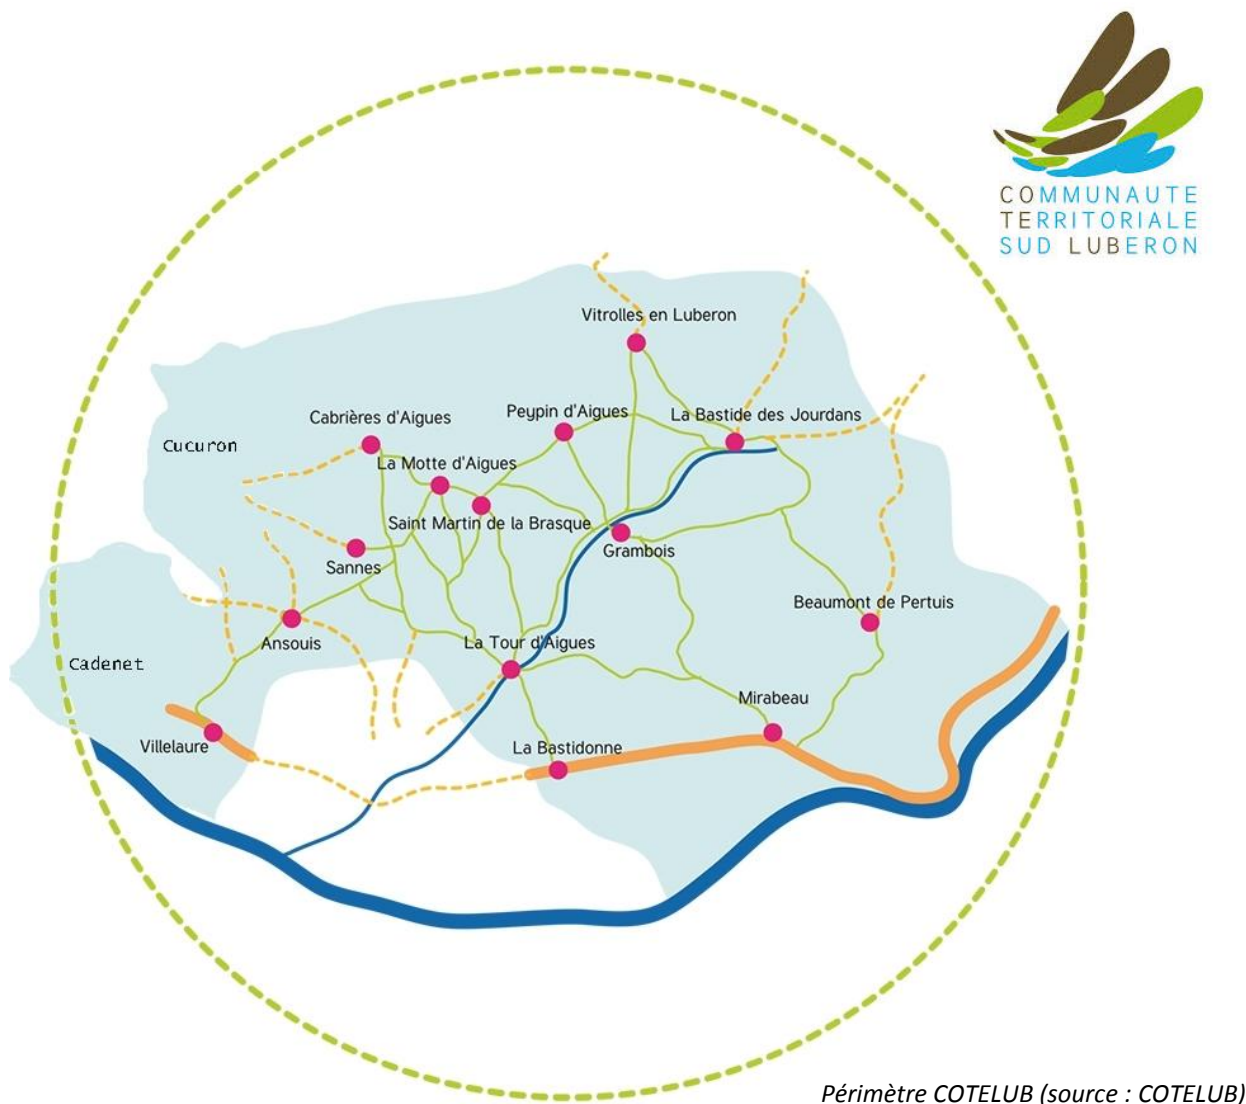 COMMUNAUTE
TERRITORIALE
SUD LUBERON
Vitrolles en Luberon
Cabrières d'Aigues
Peypin d'Aigues
La Bastide des Jourdans
Cucuron
La Motte d'Aigues
Saint Martin de la Brasque
Grambois
Sannes
Beaumont de Pertuis
Ansouis
La Tour d'Aigues
Cadenet
Mirabeau
Villelaure
La Bastidonne
Périmètre COTELUB (source : COTELUB)